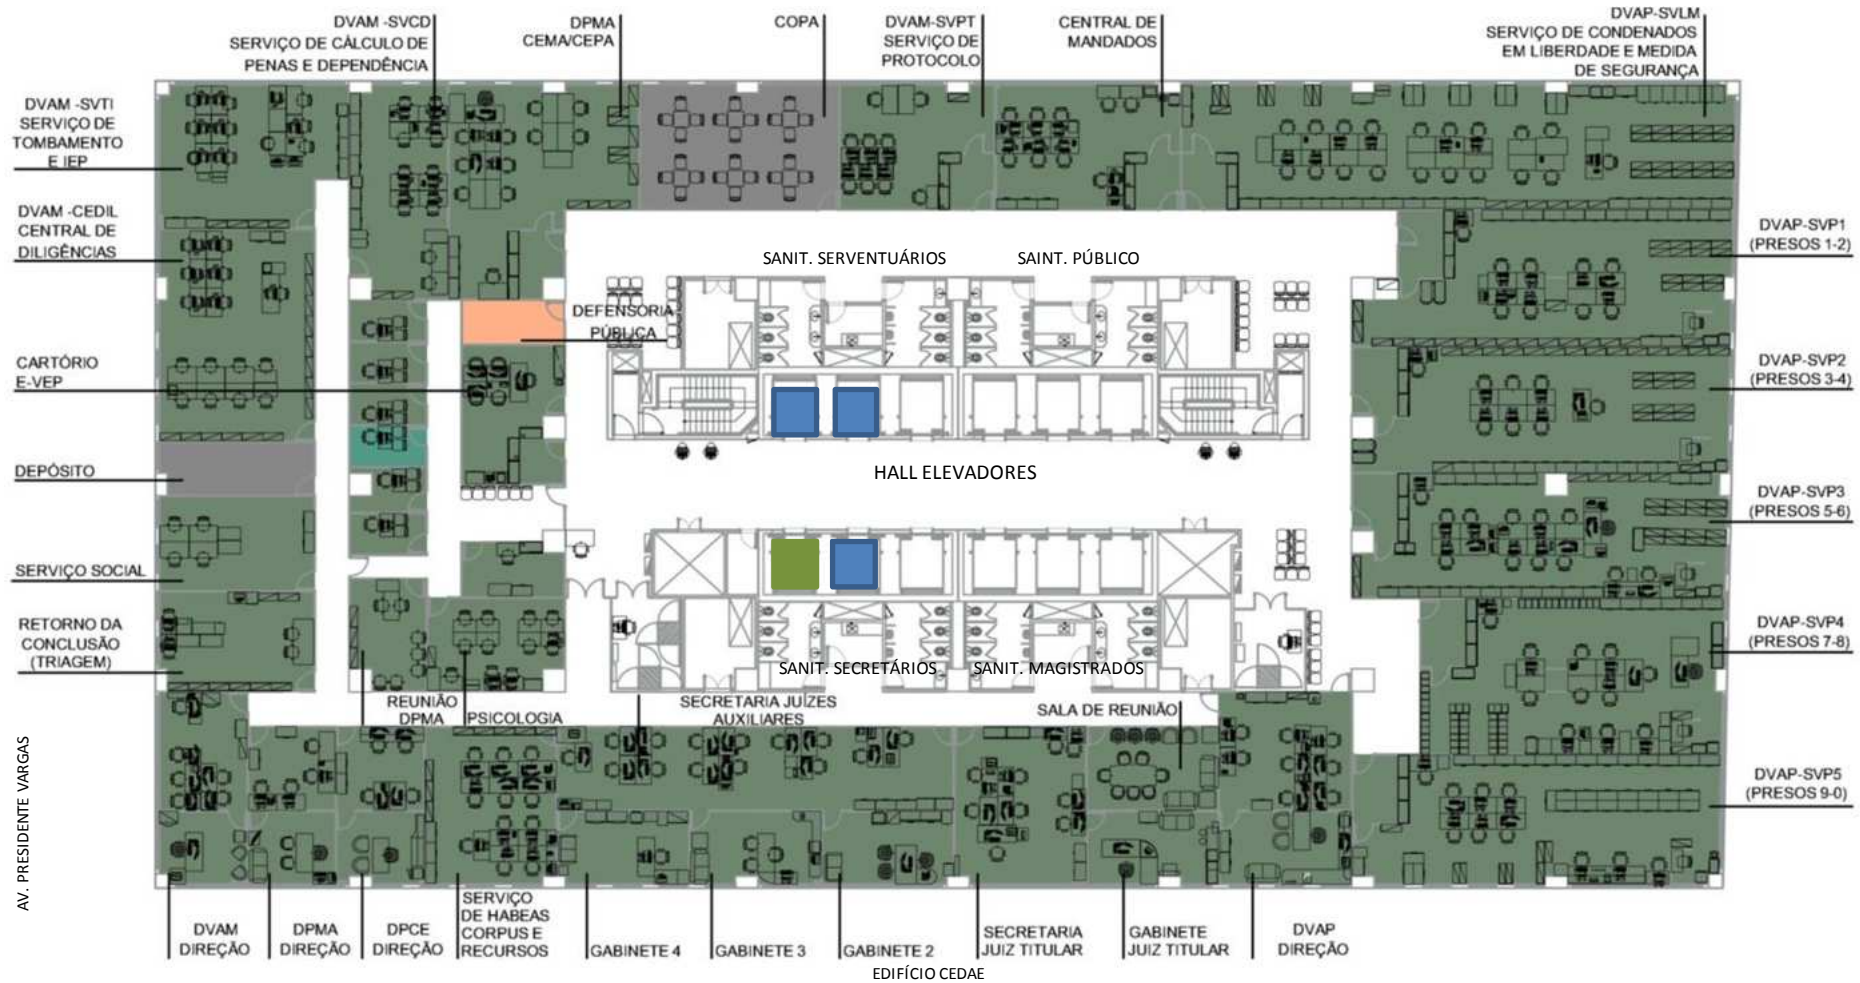 DVAM -SVCD
SERVIÇO DE CÁLCULO DE
PENAS E DEPENDÊNCIA
DPMA
CEMA/CEPA
COPA
DVAM-SVPT
SERVIÇO DE
PROTOCOLO
CENTRAL DE
MANDADOS
DVAP-SVLM
SERVIÇO DE CONDENADOS
EM LIBERDADE E MEDIDA
DE SEGURANÇA
DVAM -SVTI
SERVIÇO DE
TOMBAMENTO
E IEP
DVAM -CEDIL
CENTRAL DE
DILIGÊNCIAS
CARTÓRIO
E-VEP
DEPÓSITO
SERVIÇO SOCIAL
RETORNO DA
CONCLUSÃO
(TRIAGEM)
SANIT. SERVENTUÁRIOS
SAINT. PÚBLICO
DEFENSORIA
PÚBLICA
HALL ELEVADORES
SANIT. SECRETÁRIOS
SANIT. MAGISTRADOS
REUNIÃO
DPMA
PSICOLOGIA
SECRETARIA JUÍZES
AUXILIARES
SALA DE REUNIÃO
DVAP-SVP1
(PRESOS 1-2)
DVAP-SVP2
(PRESOS 3-4)
DVAP-SVP3
(PRESOS 5-6)
DVAP-SVP4
(PRESOS 7-8)
DVAP-SVP5
(PRESOS 9-0)
AV. PRESIDENTE VARGAS
DVAM
DIREÇÃO
DPMA
DIREÇÃO
DPCE
DIREÇÃO
SERVIÇO
DE HABEAS
CORPUS E
RECURSOS
GABINETE 4
GABINETE 3
GABINETE 2
SECRETARIA
JUIZ TITULAR
GABINETE
JUIZ TITULAR
DVAP
DIREÇÃO
EDIFÍCIO CEDAE